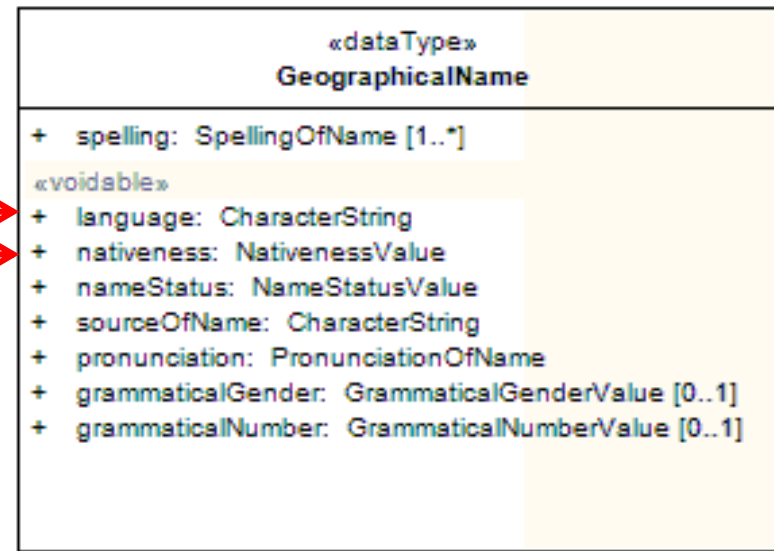 «dataType»
GeographicalName
+ spelling: SpellingOfName [1..*]
«voidable»
+ language: CharacterString
+ nativeness: NativenessValue
+ nameStatus: NameStatusValue
+ sourceOfName: CharacterString
+ pronunciation: PronunciationOfName
+ grammaticalGender: GrammaticalGenderValue [0..1]
+ grammaticalNumber: GrammaticalNumberValue [0..1]